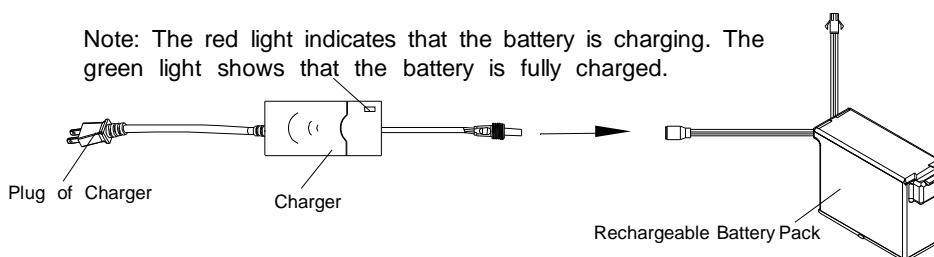 Note: The red light indicates that the battery is charging. The
green light shows that the battery is fully charged.
Plug of Charger
Charger
Rechargeable Battery Pack